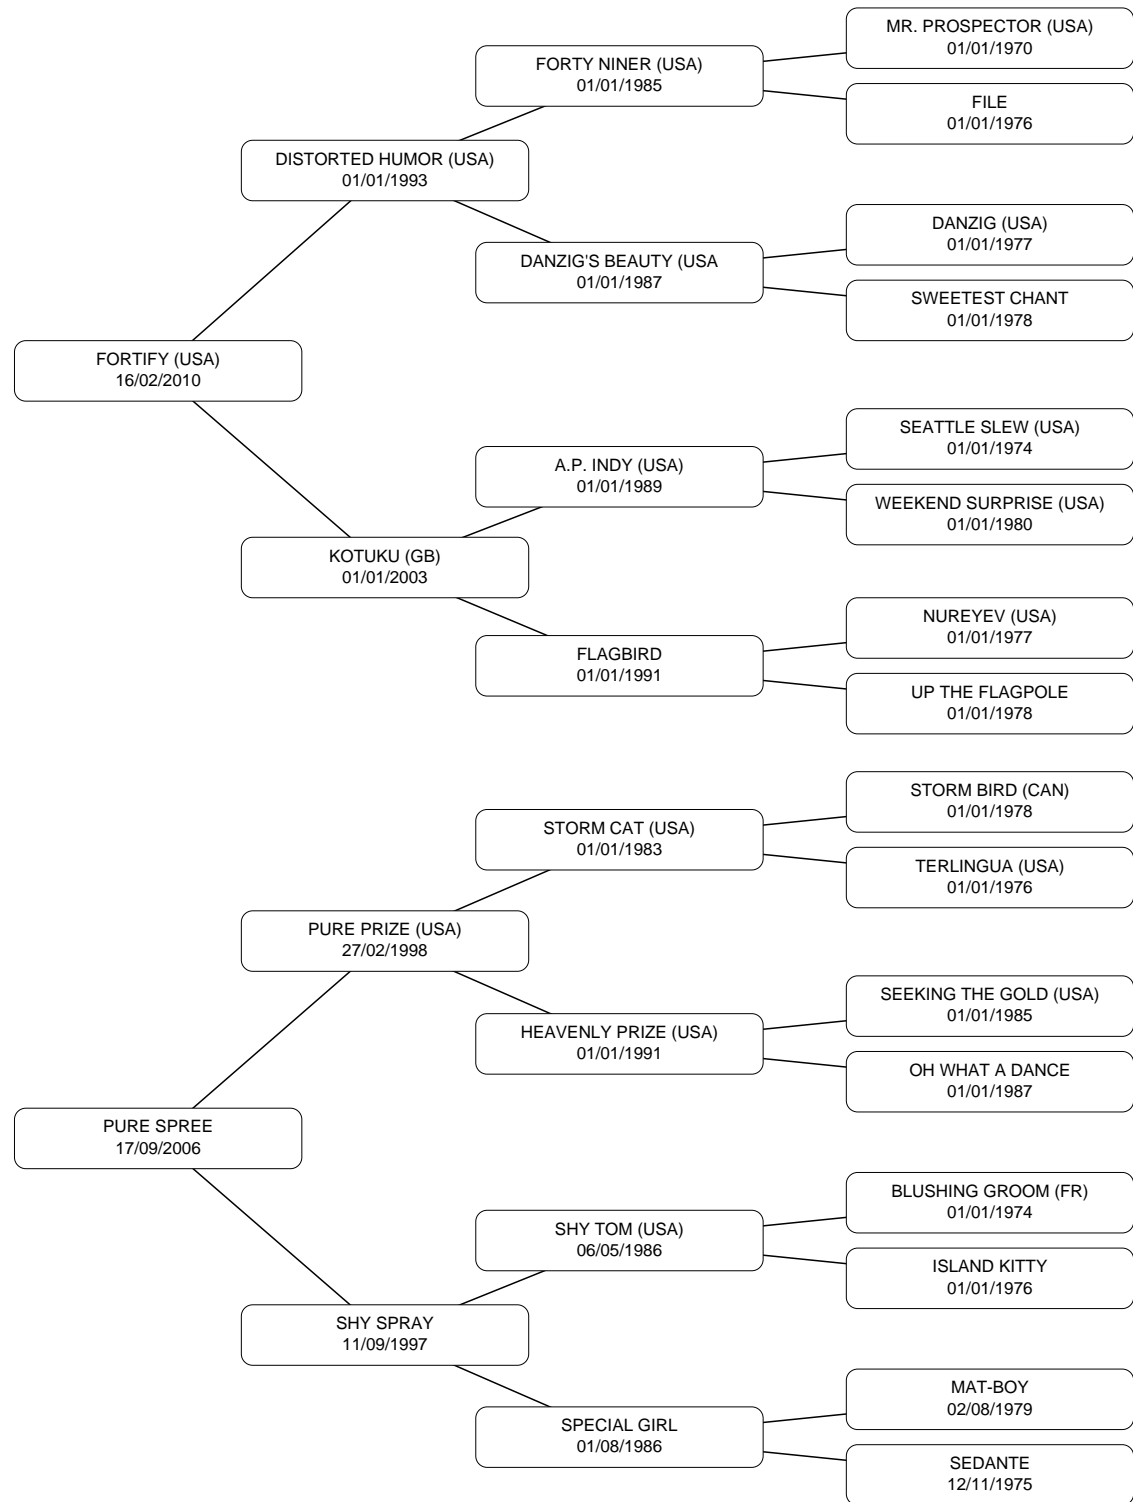 MR. PROSPECTOR (USA)
01/01/1970
FORTY NINER (USA)
01/01/1985
FILE
01/01/1976
DISTORTED HUMOR (USA)
01/01/1993
DANZIG (USA)
01/01/1977
DANZIG'S BEAUTY (USA
01/01/1987
SWEETEST CHANT
01/01/1978
FORTIFY (USA)
16/02/2010
SEATTLE SLEW (USA)
01/01/1974
A.P. INDY (USA)
01/01/1989
WEEKEND SURPRISE (USA)
01/01/1980
KOTUKU (GB)
01/01/2003
NUREYEV (USA)
01/01/1977
FLAGBIRD
01/01/1991
UP THE FLAGPOLE
01/01/1978
STORM BIRD (CAN)
01/01/1978
STORM CAT (USA)
01/01/1983
TERLINGUA (USA)
01/01/1976
PURE PRIZE (USA)
27/02/1998
SEEKING THE GOLD (USA)
01/01/1985
HEAVENLY PRIZE (USA)
01/01/1991
OH WHAT A DANCE
01/01/1987
PURE SPREE
17/09/2006
BLUSHING GROOM (FR)
01/01/1974
SHY TOM (USA)
06/05/1986
ISLAND KITTY
01/01/1976
SHY SPRAY
11/09/1997
MAT-BOY
02/08/1979
SPECIAL GIRL
01/08/1986
SEDANTE
12/11/1975